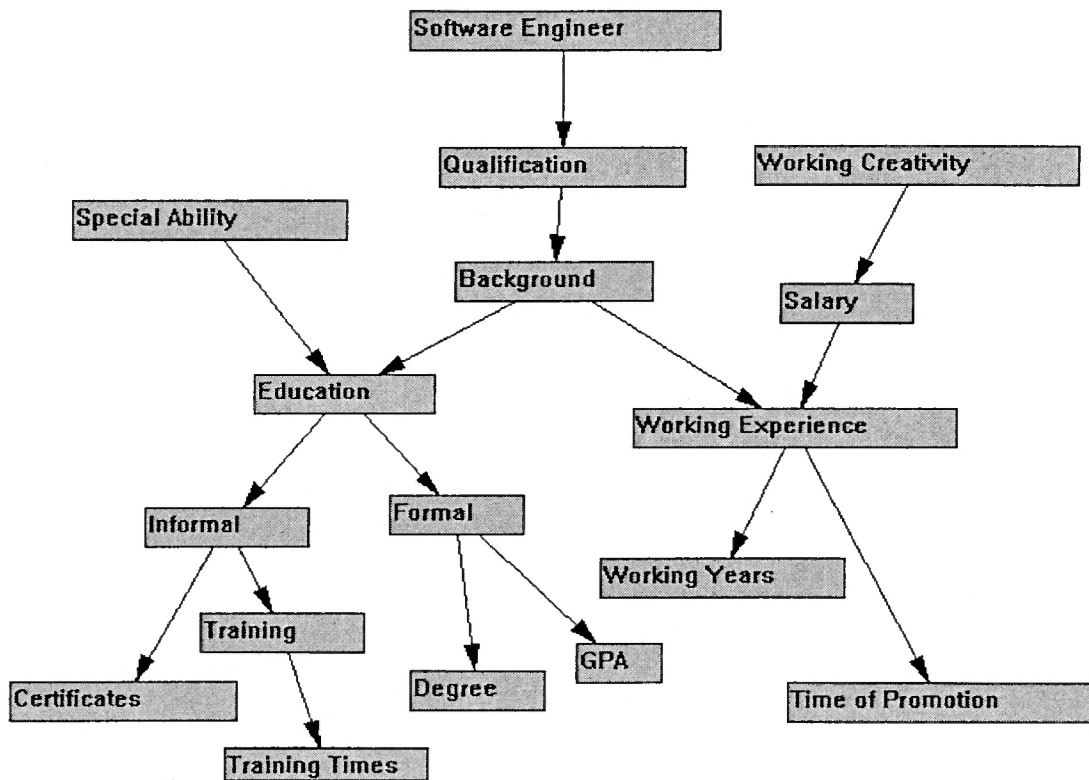 Software Engineer
Qualification
Working Creativity
Special Ability
Background
Salary
Education
Working Experience
Informal
Formal
Working Years
Training
GPA
Certificates
Degree
Time of Promotion
Training Times